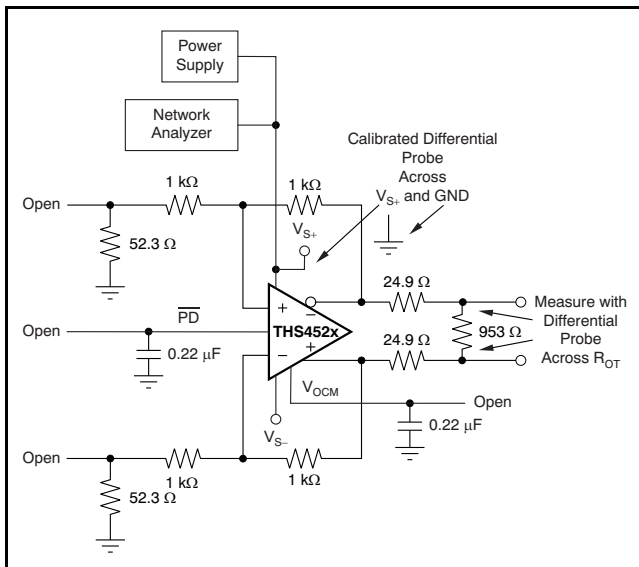 Power
Supply
Network
Analyzer
Calibrated Differential
Probe
Across
V_S+ and GND
Open
1 kΩ
1 kΩ
V_S+
52.3 Ω
24.9 Ω
Measure with
Differential
Probe
Across R_OT
953 Ω
Open
PD
THS452x
24.9 Ω
0.22 μF
V_OCM
Open
0.22 μF
V_S−
Open
1 kΩ
1 kΩ
52.3 Ω